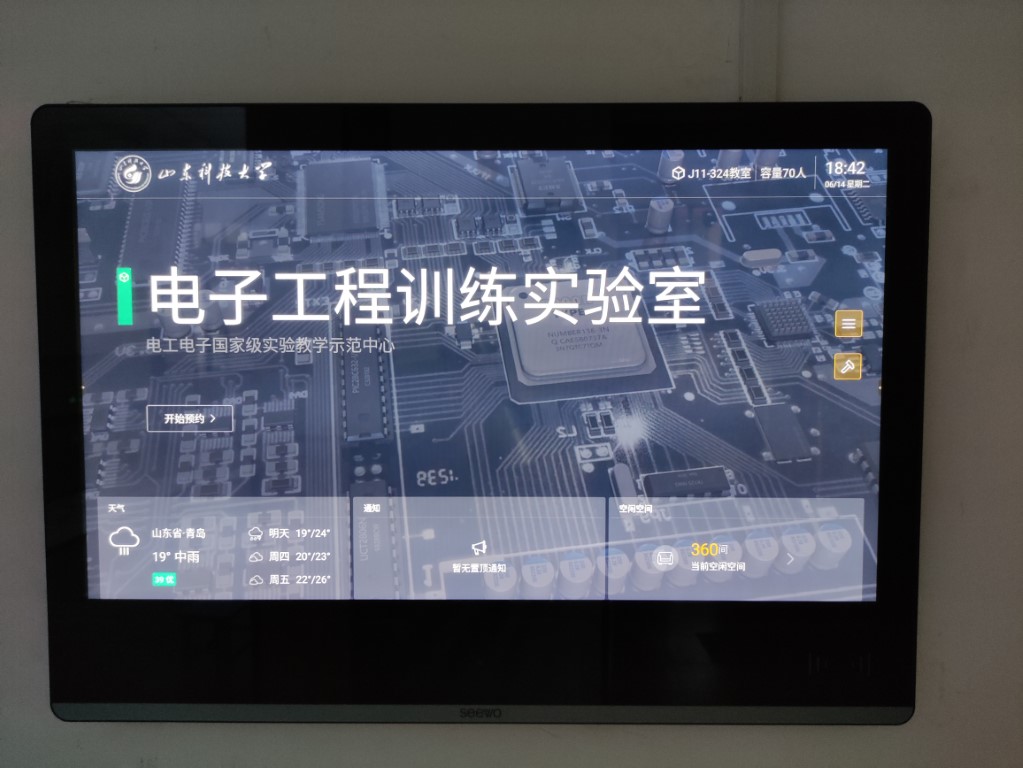 山东科技大学
J11-324教室
容量70人
18:42
06/14 星期二
电子工程训练实验室
电工电子国家级实验教学示范中心
开始预约 >
天气
山东省·青岛
19° 中雨
39 优
明天 19°/24°
周四 20°/23°
周五 22°/26°
通知
暂无置顶通知
空闲空间
360间
当前空闲空间
seewo